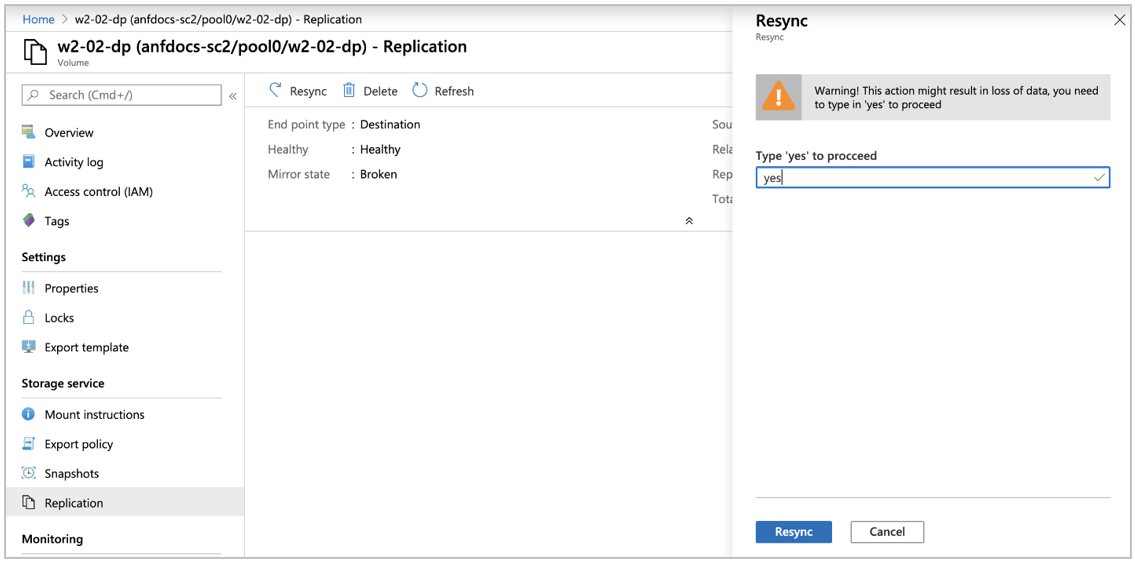 Home > w2-02-dp (anfdocs-sc2/pool0/w2-02-dp) - Replication
w2-02-dp (anfdocs-sc2/pool0/w2-02-dp) - Replication
Volume
Search (Cmd+/)
«
Overview
Activity log
Access control (IAM)
Tags
Settings
Properties
Locks
Export template
Storage service
Mount instructions
Export policy
Snapshots
Replication
Monitoring
Resync Delete Refresh
End point type : Destination
Healthy : Healthy
Mirror state : Broken
Sou
Rela
Rep
Tota
Resync
Resync
Warning! This action might result in loss of data, you need
to type in 'yes' to proceed
Type 'yes' to procceed
yes
Resync Cancel